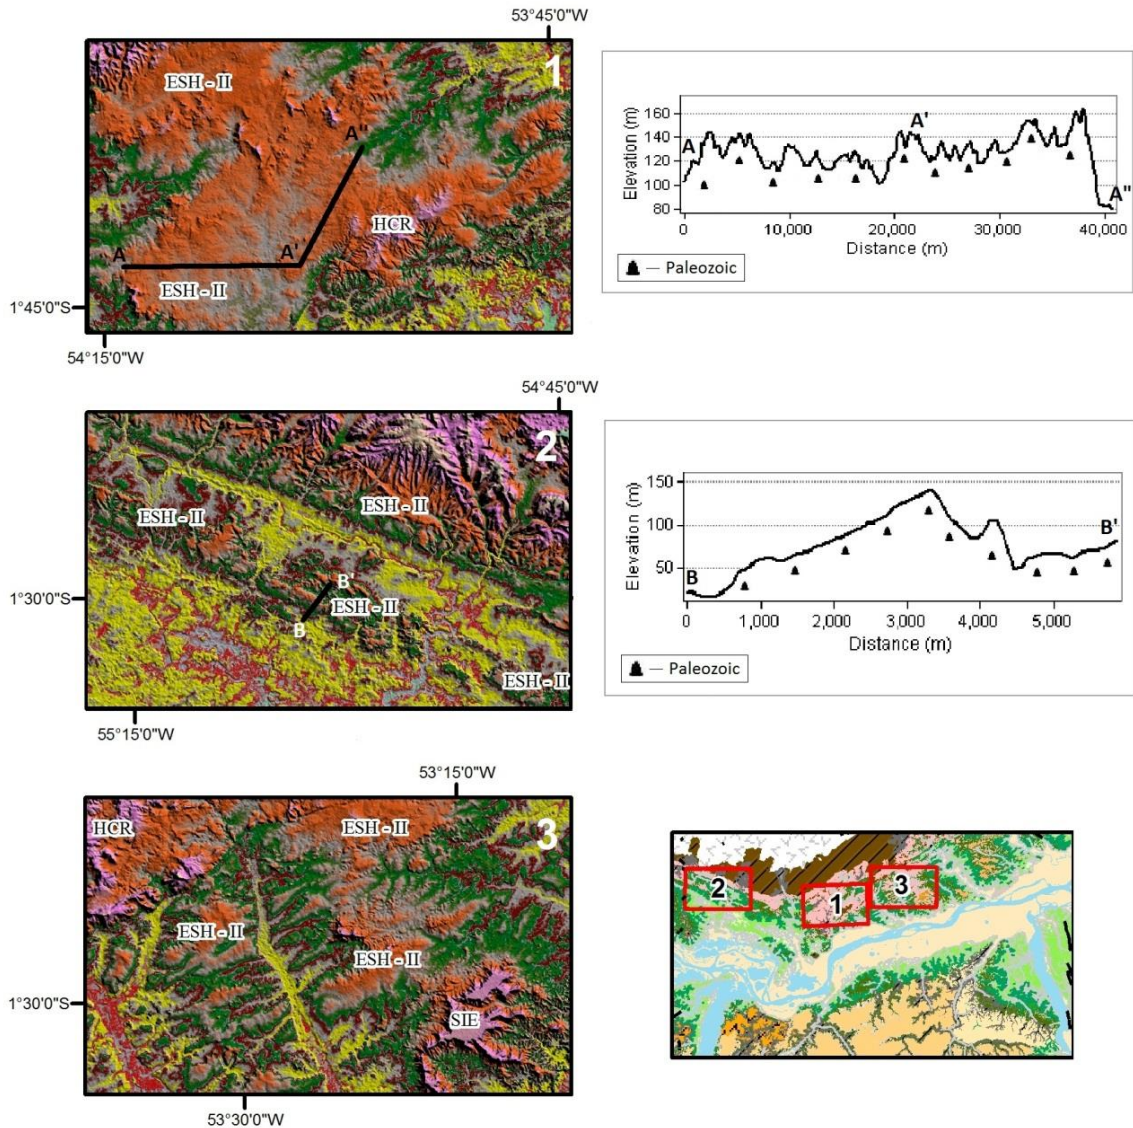 53°45'0"W
1
ESH - II
A"
HCR
A
A'
ESH - II
1°45'0"S
54°15'0"W
Elevation (m)
160
140
120
100
80
A
A'
A"
0
10,000
20,000
30,000
40,000
Distance (m)
— Paleozoic
54°45'0"W
2
ESH - II
ESH - II
B'
ESH - II
B
ESH - II
1°30'0"S
55°15'0"W
Elevation (m)
150
100
50
B
B'
0
1,000
2,000
3,000
4,000
5,000
Distance (m)
— Paleozoic
53°15'0"W
HCR
ESH - II
3
ESH - II
ESH - II
SIE
1°30'0"S
53°30'0"W
2
1
3